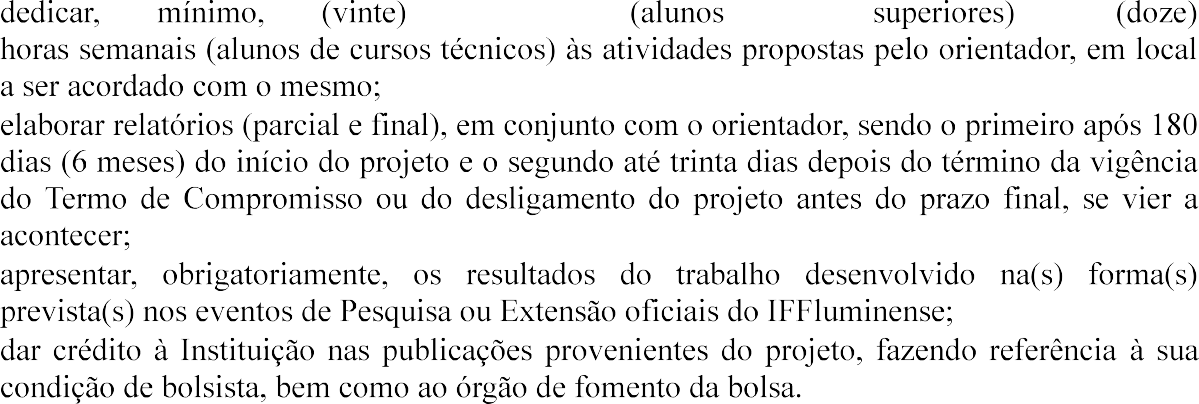 dedicar, mínimo, (vinte) (alunos superiores) (doze)
horas semanais (alunos de cursos técnicos) às atividades propostas pelo orientador, em local
a ser acordado com o mesmo;
elaborar relatórios (parcial e final), em conjunto com o orientador, sendo o primeiro após 180
dias (6 meses) do início do projeto e o segundo até trinta dias depois do término da vigência
do Termo de Compromisso ou do desligamento do projeto antes do prazo final, se vier a
acontecer;
apresentar, obrigatoriamente, os resultados do trabalho desenvolvido na(s) forma(s)
prevista(s) nos eventos de Pesquisa ou Extensão oficiais do IFFluminense;
dar crédito à Instituição nas publicações provenientes do projeto, fazendo referência à sua
condição de bolsista, bem como ao órgão de fomento da bolsa.